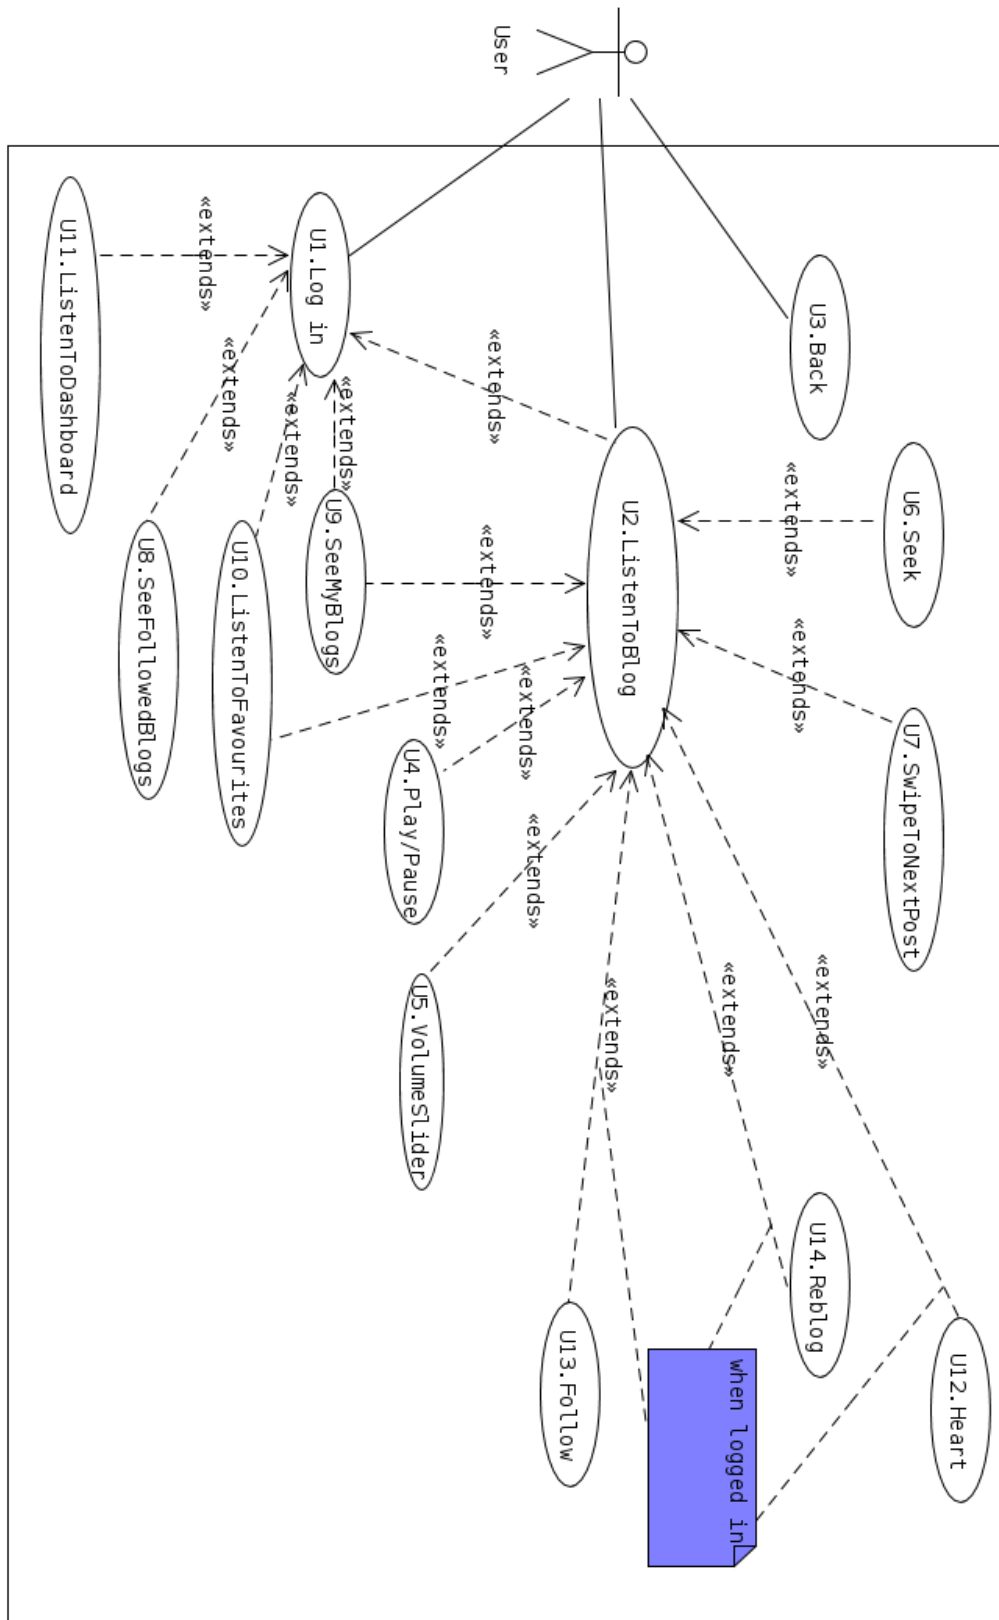 User
U3.Back
U6.Seek
«extends»
U7.SwipeToNextPost
«extends»
U12.Heart
«extends»
U14.Reblog
«extends»
when logged in
U2.ListenToBlog
«extends»
U13.Follow
«extends»
U1.Log in
«extends»
U9.SeeMyBlogs
«extends»
«extends»
U4.Play/Pause
«extends»
U5.VolumeSlider
«extends»
U10.ListenToFavourites
«extends»
«extends»
U8.SeeFollowedBlogs
«extends»
U11.ListenToDashboard